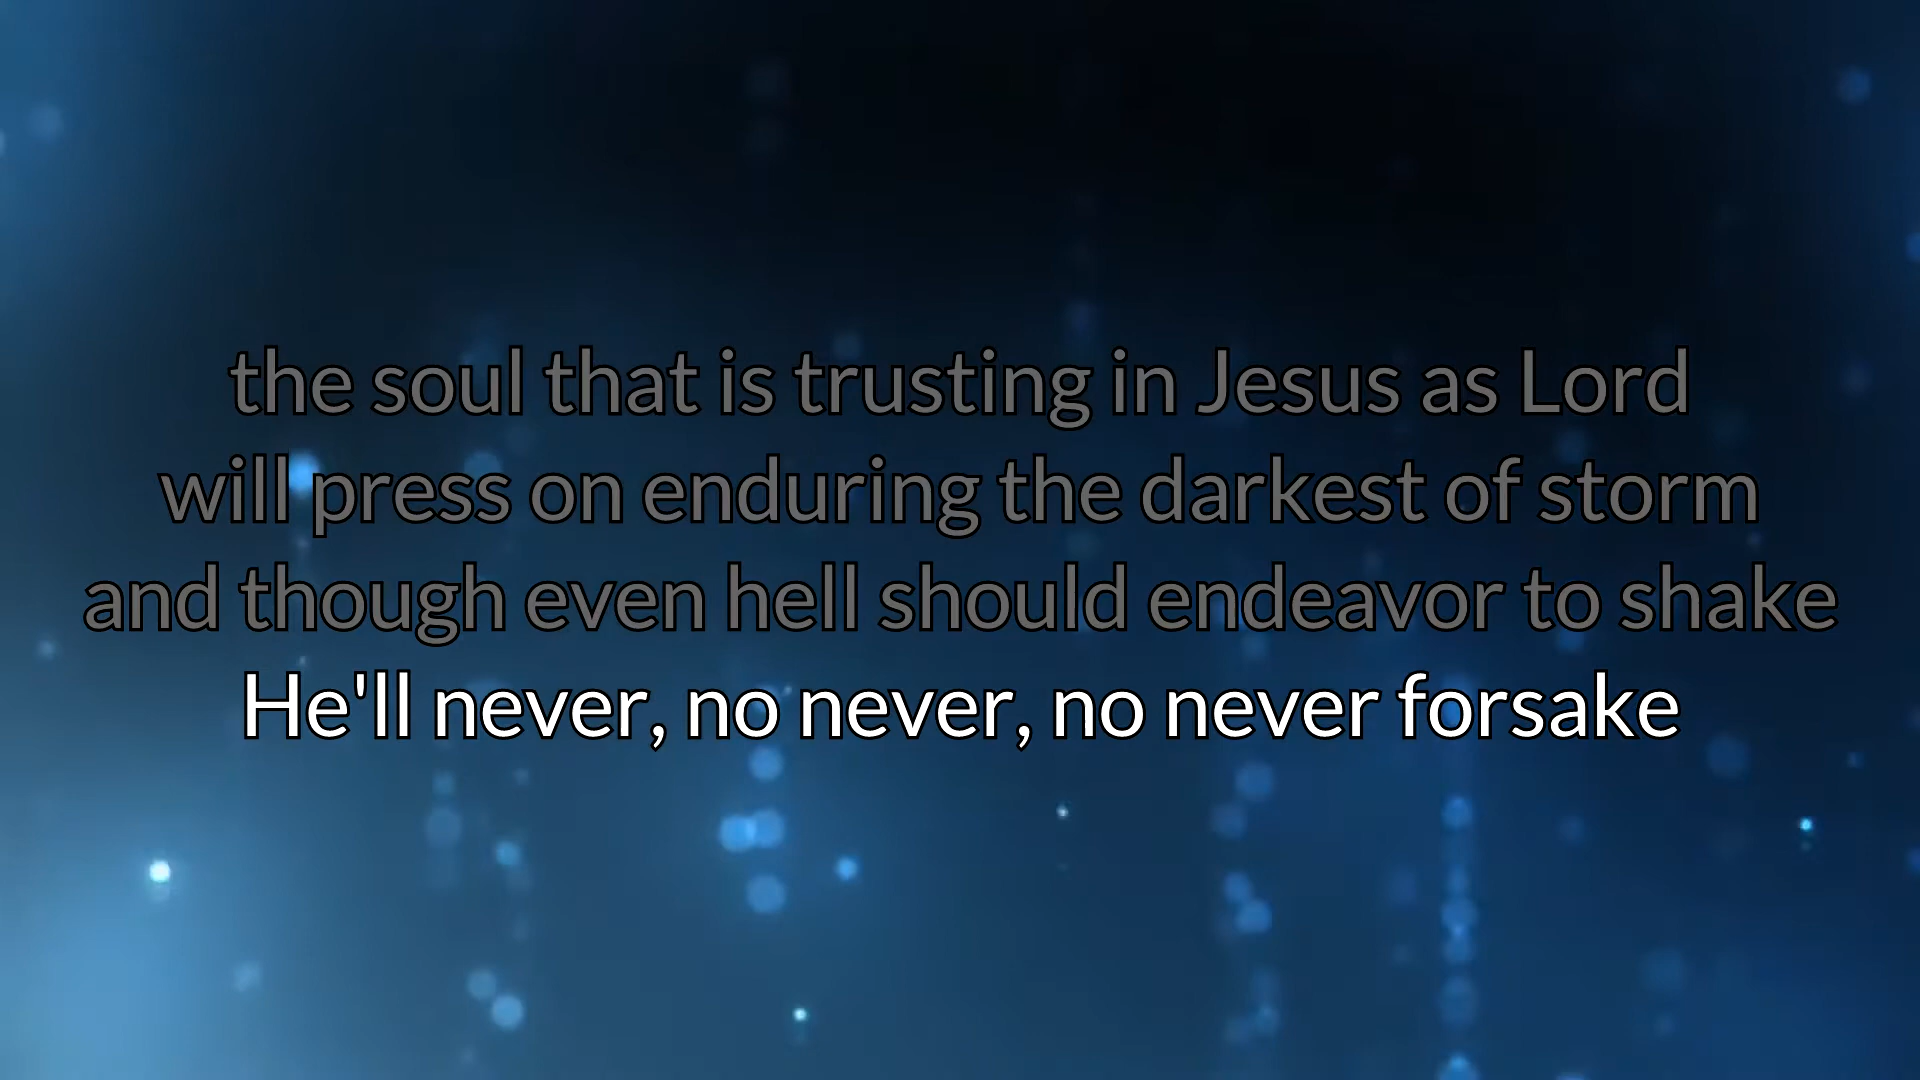 the soul that is trusting in Jesus as Lord
will press on enduring the darkest of storm
and though even hell should endeavor to shake
He'll never, no never, no never forsake